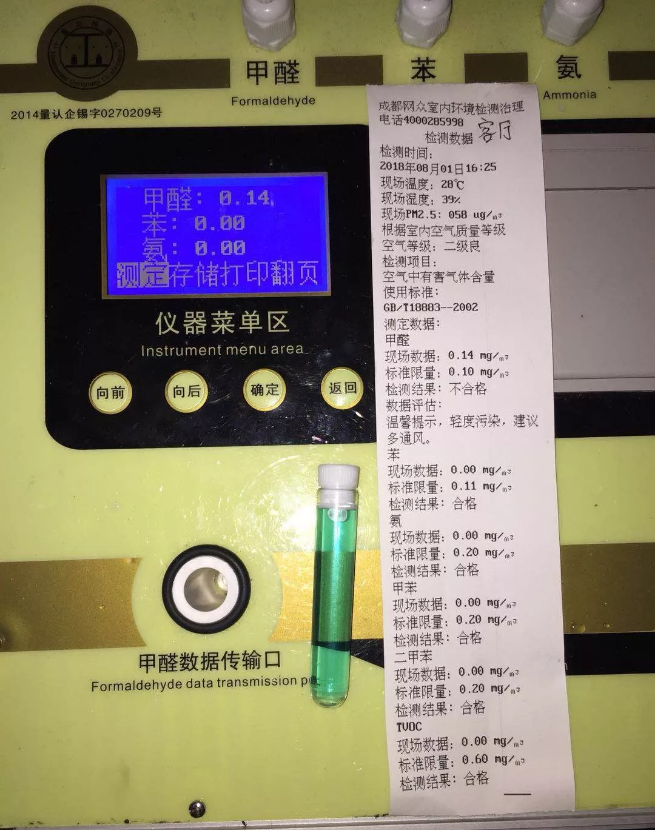 甲醛
Formaldehyde
苯
氨
Ammonia
2014量认企锡字0270209号
甲醛：0.14
苯：0.00
氨：0.00
测定存储打印翻页
仪器菜单区
Instrument menu area
向前
向后
确定
返回
甲醛数据传输口
Formaldehyde data transmission
成都网众室内环境检测治理
电话4000285998
检测数据 客厅
检测时间：
2018年08月01日16:25
现场温度：28℃
现场湿度：39%
现场PM2.5：058 ug/m³
根据室内空气质量等级
空气等级：二级良
检测项目：
空气中有害气体含量
使用标准：
GB/T18883--2002
测定数据：
甲醛
现场数据：0.14 mg/m³
标准限量：0.10 mg/m³
检测结果：不合格
数据评估：
温馨提示，轻度污染，建议
多通风。
苯
现场数据：0.00 mg/m³
标准限量：0.11 mg/m³
检测结果：合格
氨
现场数据：0.00 mg/m³
标准限量：0.20 mg/m³
检测结果：合格
甲苯
现场数据：0.00 mg/m³
标准限量：0.20 mg/m³
检测结果：合格
二甲苯
现场数据：0.00 mg/m³
标准限量：0.20 mg/m³
检测结果：合格
TVOC
现场数据：0.00 mg/m³
标准限量：0.60 mg/m³
检测结果：合格